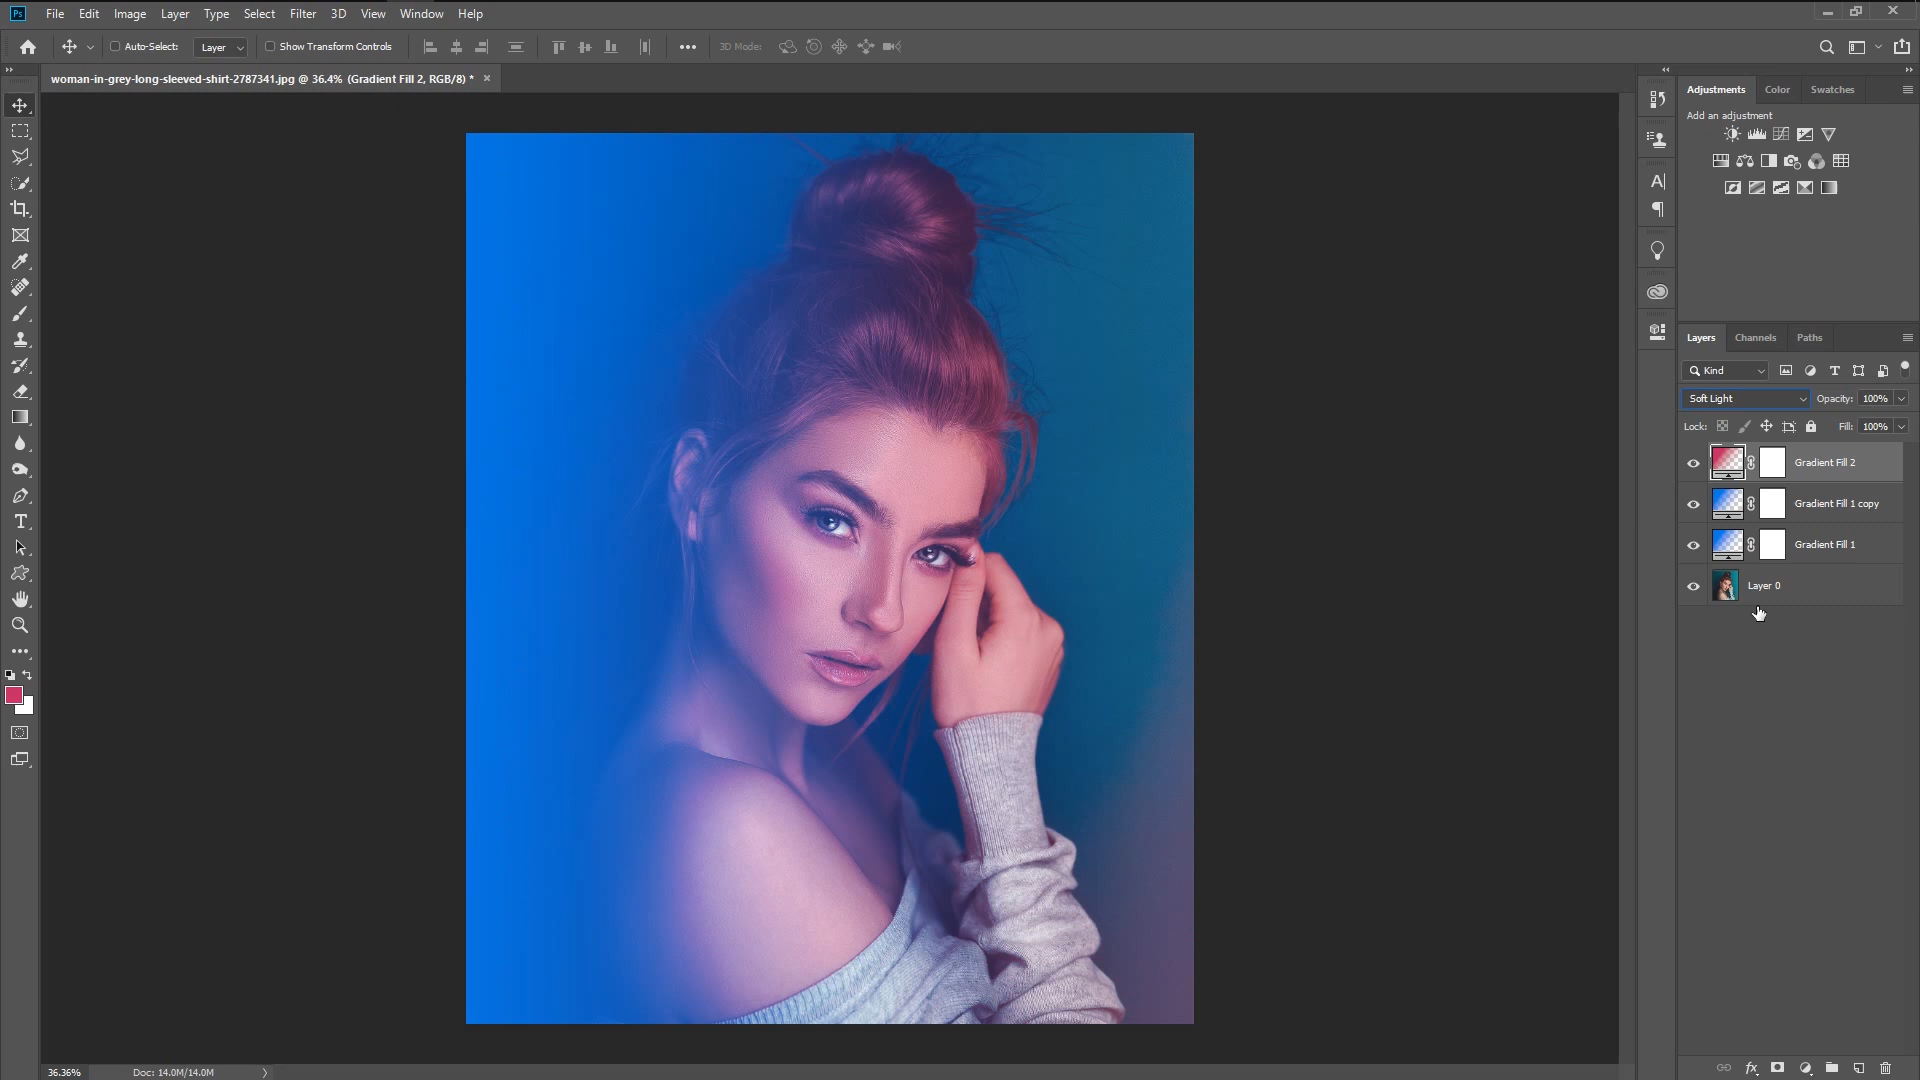 Ps File Edit Image Layer Type Select Filter 3D View Window Help
Auto-Select: Layer Show Transform Controls 3D Mode:
woman-in-grey-long-sleeved-shirt-2787341.jpg @ 36.4% (Gradient Fill 2, RGB/8) *
Adjustments Color Swatches
Add an adjustment
Layers Channels Paths
Kind
Soft Light Opacity: 100%
Lock: Fill: 100%
Gradient Fill 2
Gradient Fill 1 copy
Gradient Fill 1
Layer 0
36.36% Doc: 14.0M/14.0M